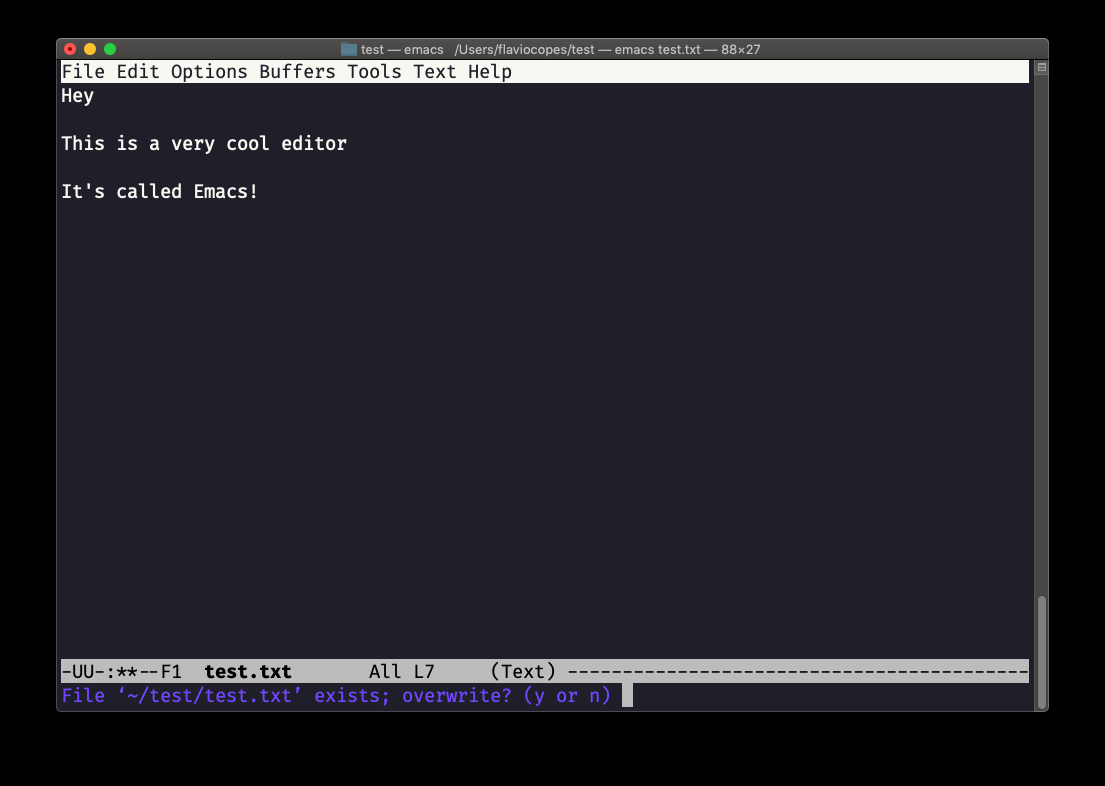 test — emacs /Users/flaviocopes/test — emacs test.txt — 88×27
File Edit Options Buffers Tools Text Help
Hey
This is a very cool editor
It's called Emacs!
-UU-:**--F1  test.txt       All L7     (Text) ------------------------------------------
File ‘~/test/test.txt’ exists; overwrite? (y or n)